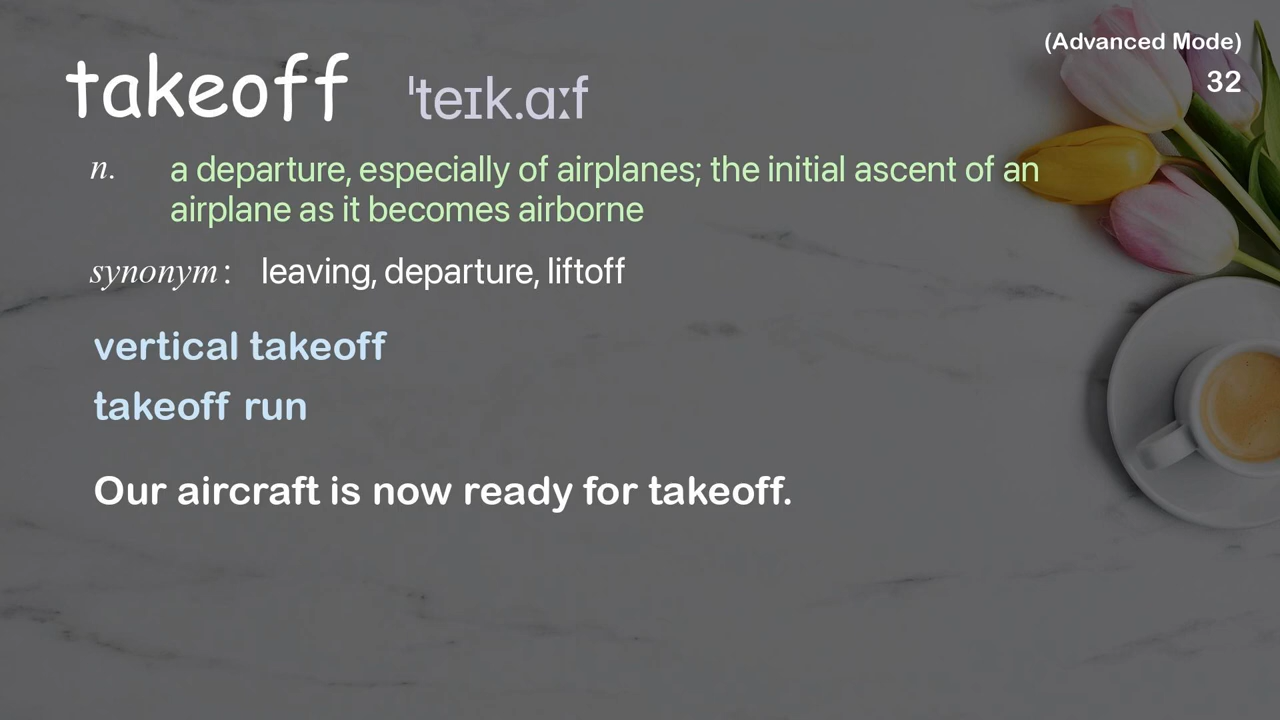 (Advanced Mode)
32
takeoff ˈteɪk.ɑːf
n. a departure, especially of airplanes; the initial ascent of an
airplane as it becomes airborne
synonym : leaving, departure, liftoff
vertical takeoff
takeoff run
Our aircraft is now ready for takeoff.